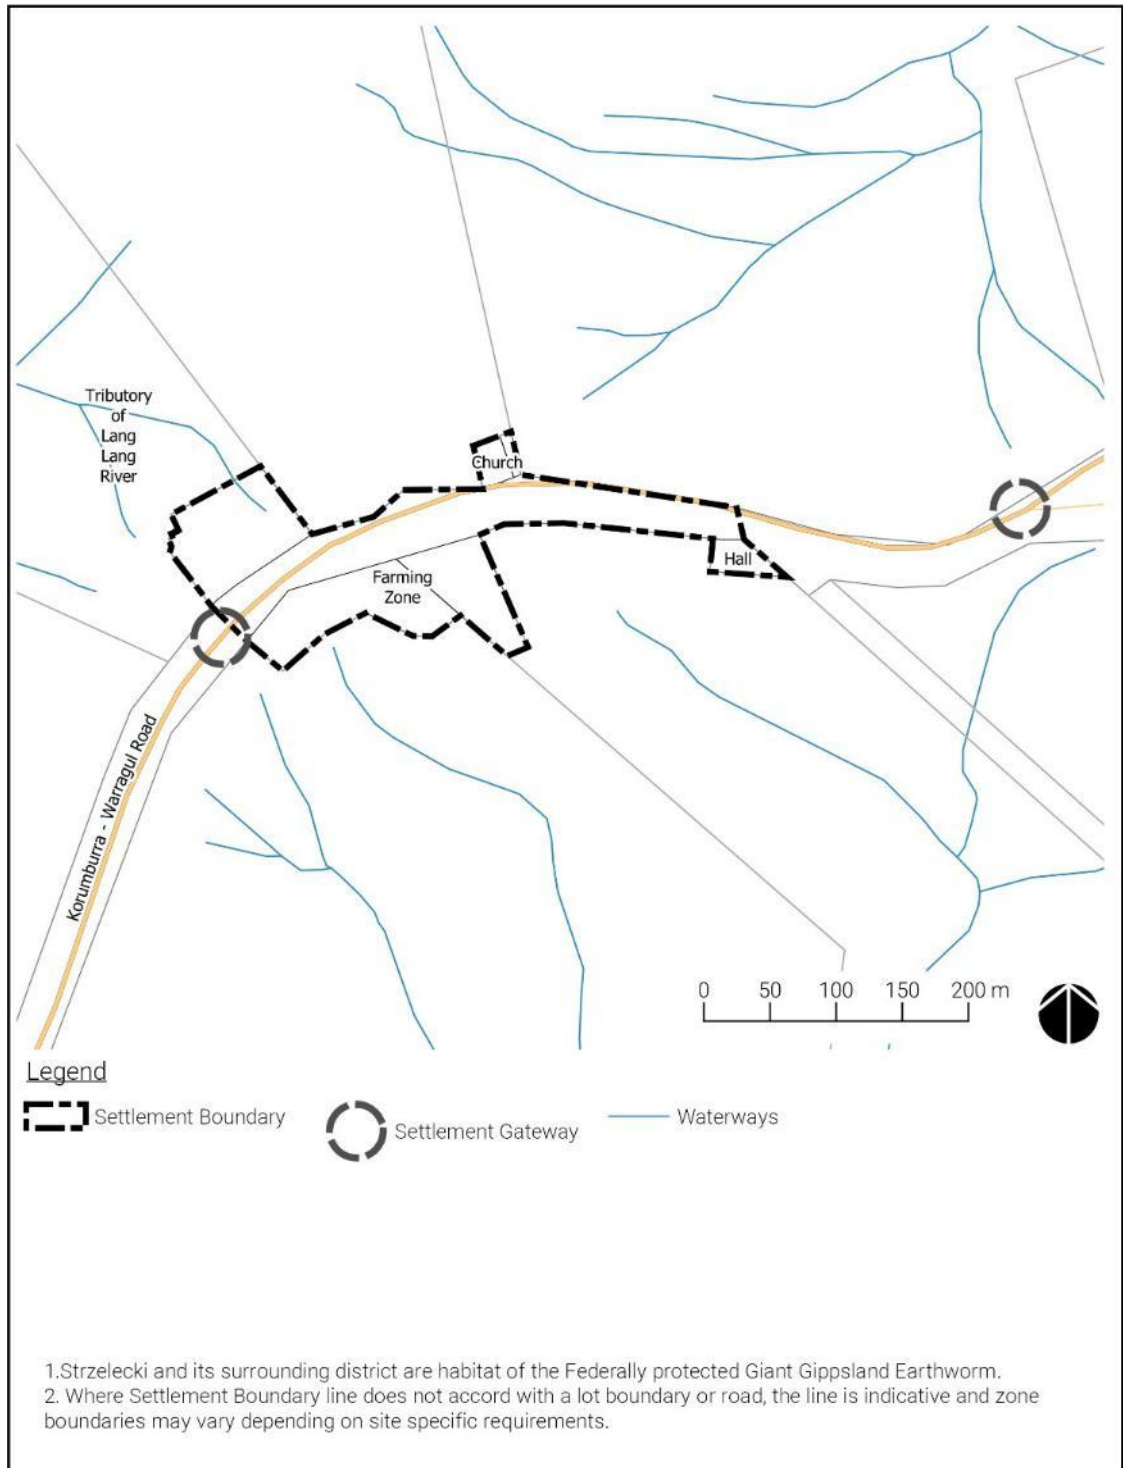 Tributory
of
Lang
Lang
River
Church
Hall
Farming
Zone
Korumburra - Warragul Road
0 50 100 150 200 m
Legend
Settlement Boundary
Settlement Gateway
Waterways
1.Strzelecki and its surrounding district are habitat of the Federally protected Giant Gippsland Earthworm.
2. Where Settlement Boundary line does not accord with a lot boundary or road, the line is indicative and zone
boundaries may vary depending on site specific requirements.